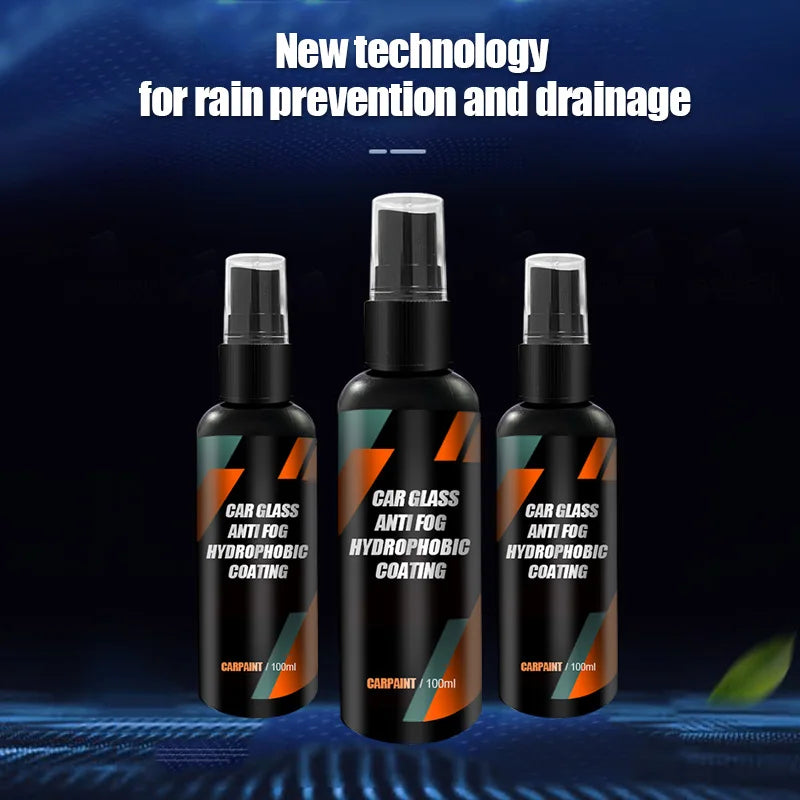 New technology
for rain prevention and drainage
CAR GLASS
ANTI FOG
HYDROPHOBIC
COATING
CARPAINT / 100ml
CAR GLASS
ANTI FOG
HYDROPHOBIC
COATING
CARPAINT / 100ml
CAR GLASS
ANTI FOG
HYDROPHOBIC
COATING
CARPAINT / 100ml